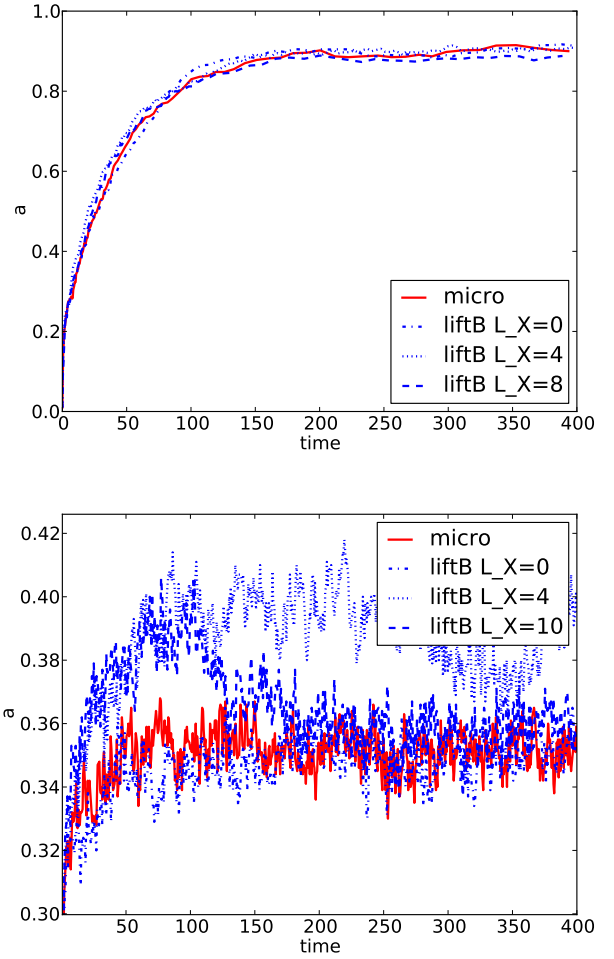 1.0
0.8
0.6
0.4
0.2
0.0
a
micro
liftB L_X=0
liftB L_X=4
liftB L_X=8
0 50 100 150 200 250 300 350 400
time
0.42
0.40
0.38
0.36
0.34
0.32
0.30
a
micro
liftB L_X=0
liftB L_X=4
liftB L_X=10
50 100 150 200 250 300 350 400
time